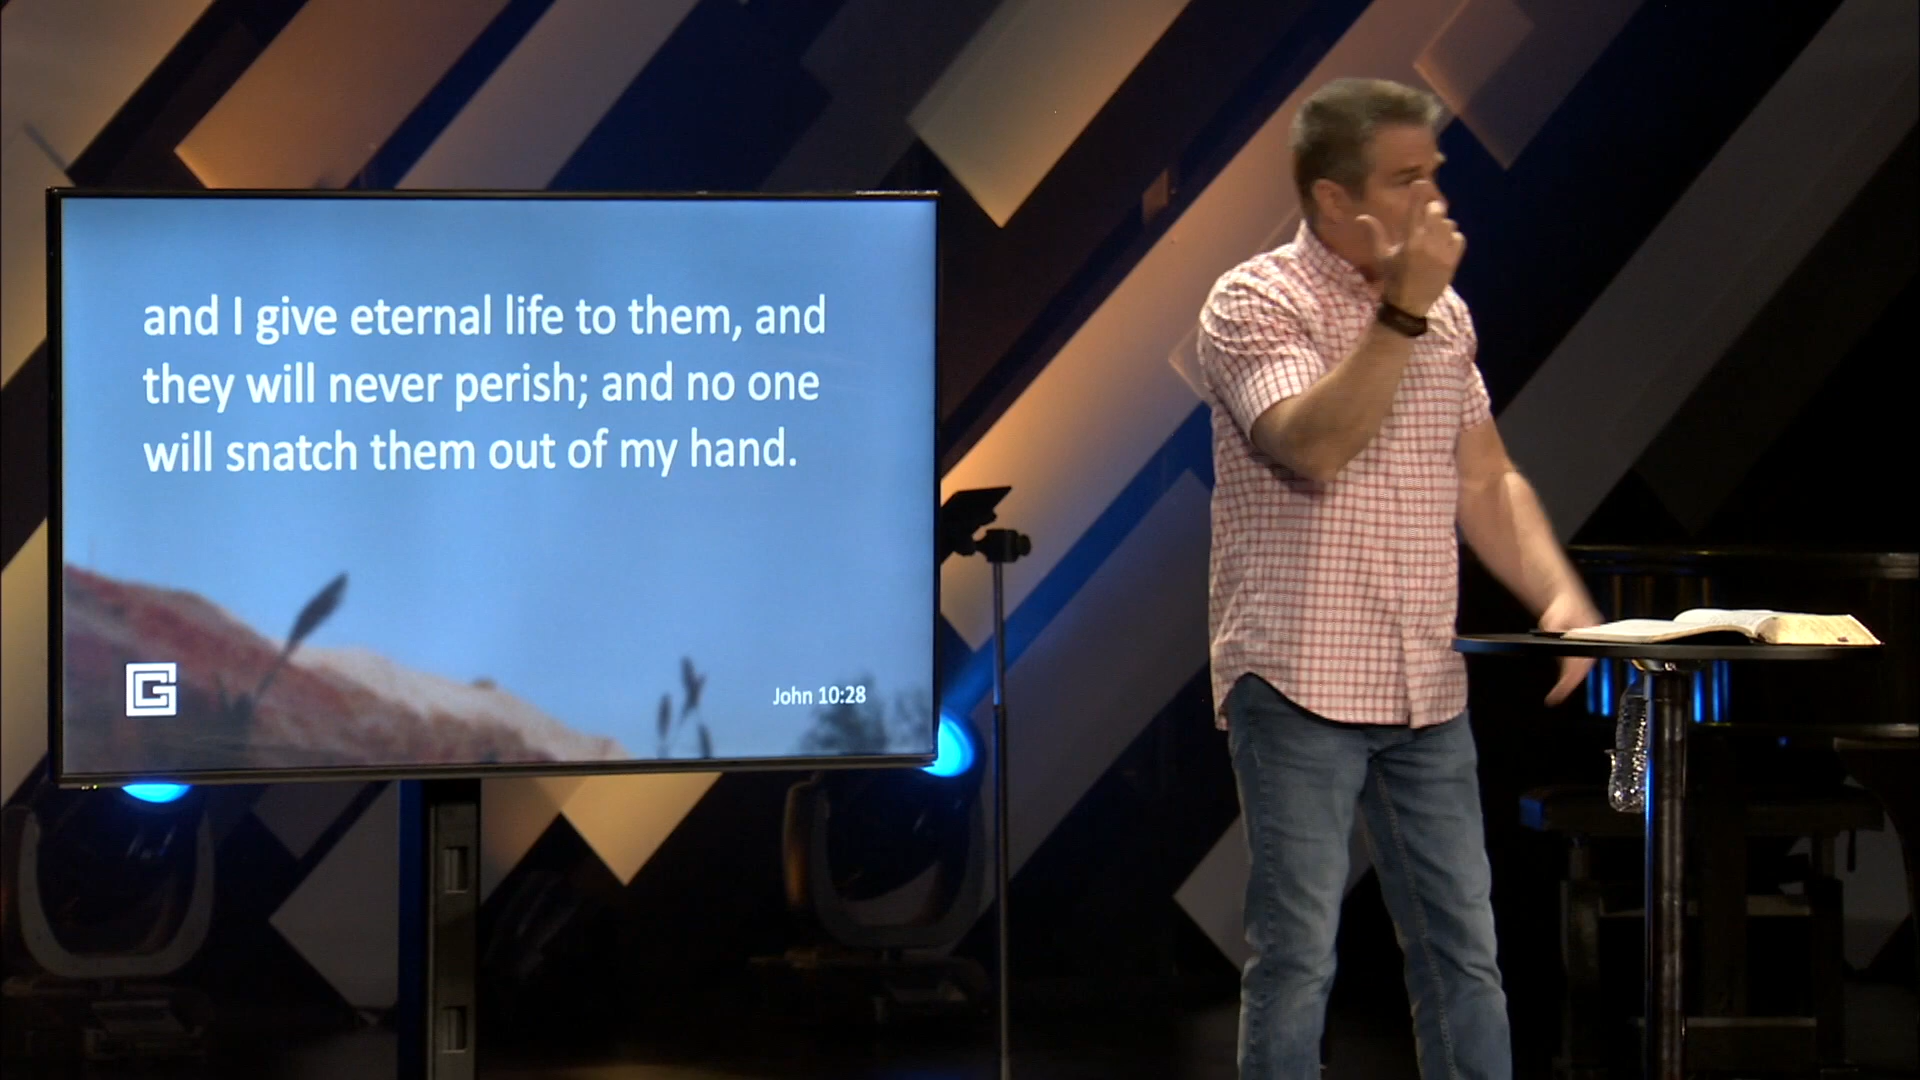 and I give eternal life to them, and
they will never perish; and no one
will snatch them out of my hand.
John 10:28